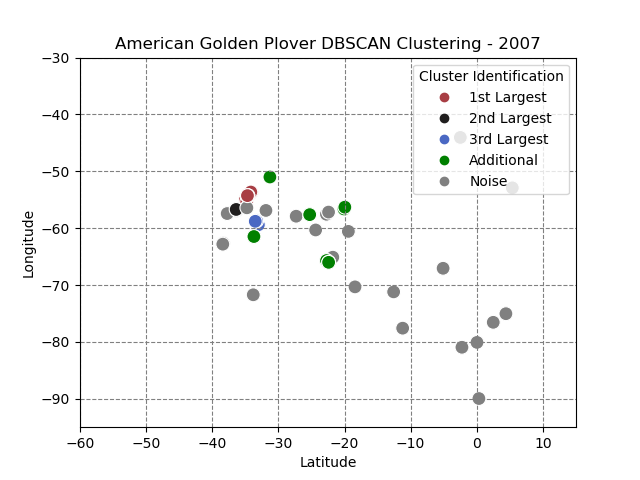 American Golden Plover DBSCAN Clustering - 2007
Cluster Identification
1st Largest
2nd Largest
3rd Largest
Additional
Noise
−30
−40
−50
−60
−70
−80
−90
Longitude
−60
−50
−40
−30
−20
−10
0
10
Latitude